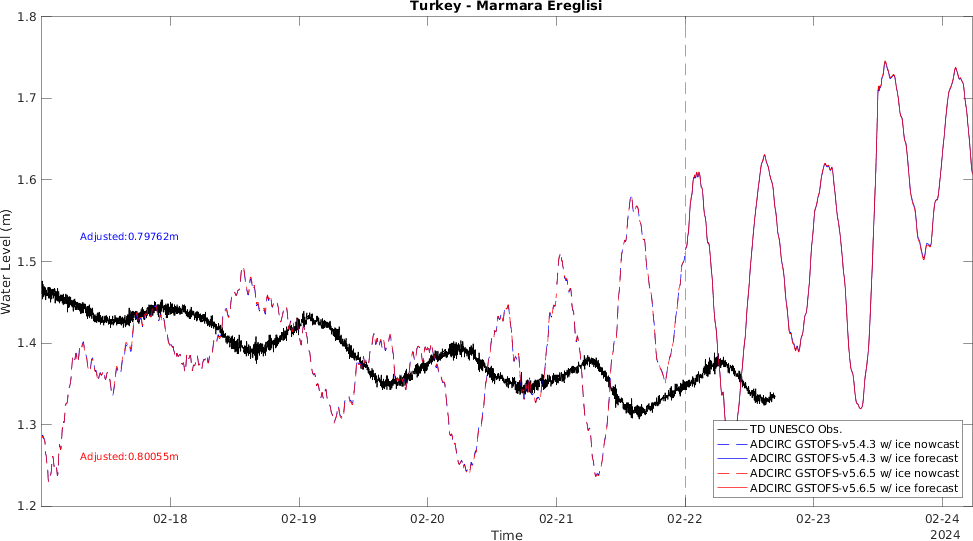 Turkey - Marmara Ereglisi
1.8
1.7
1.6
1.5
1.4
1.3
1.2
Water Level (m)
Adjusted:0.79762m
Adjusted:0.80055m
TD UNESCO Obs.
ADCIRC GSTOFS-v5.4.3 w/ ice nowcast
ADCIRC GSTOFS-v5.4.3 w/ ice forecast
ADCIRC GSTOFS-v5.6.5 w/ ice nowcast
ADCIRC GSTOFS-v5.6.5 w/ ice forecast
02-18 02-19 02-20 02-21 02-22 02-23 02-24
Time 2024